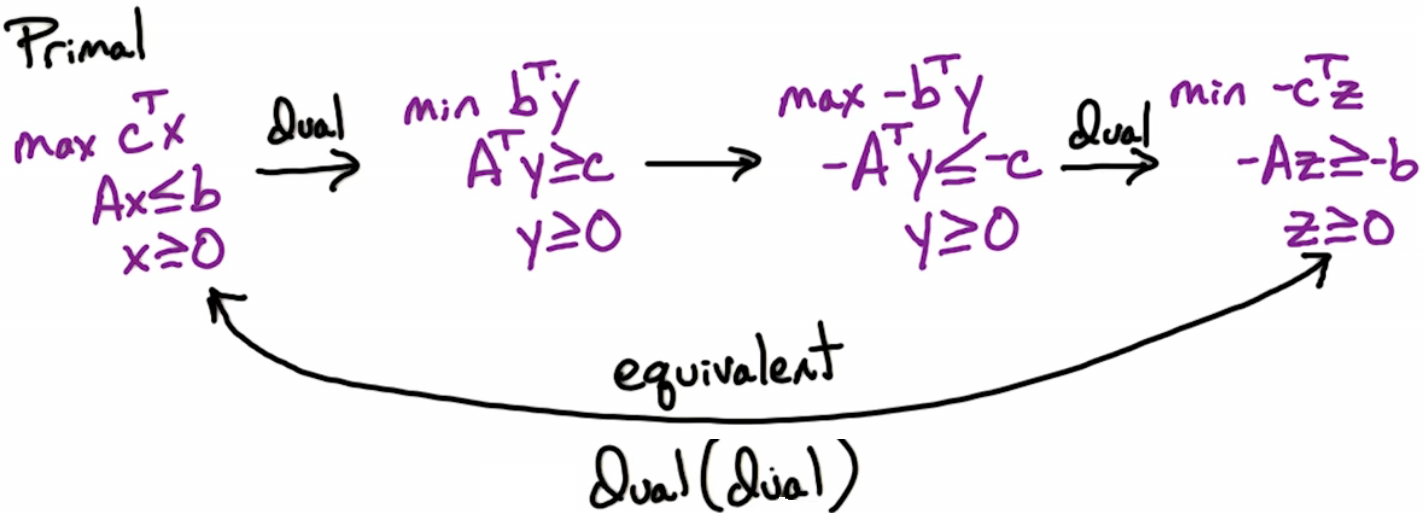 Primal
max cᵀx dual min bᵀy max -bᵀy dual min -cᵀz
Ax≤b Aᵀy≥c -Aᵀy≤-c -Az≥-b
x≥0 y≥0 y≥0 z≥0
equivalent
Dual(dual)